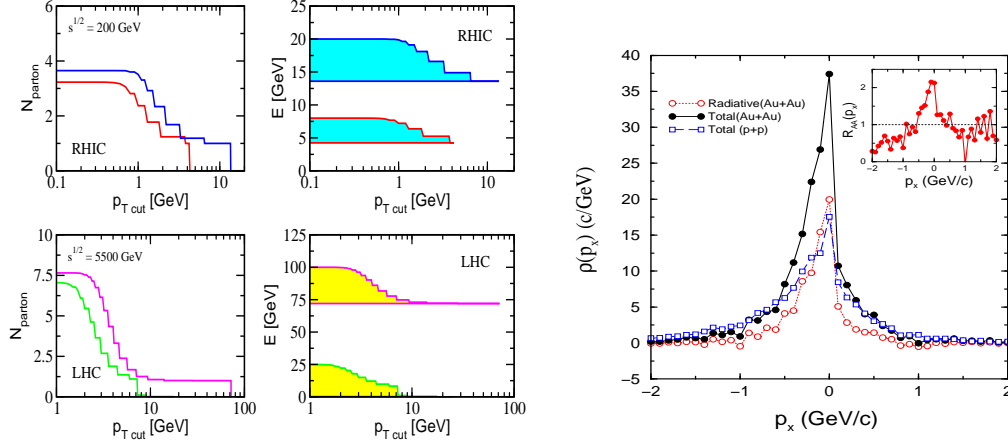 6
4
2
0
N_parton
s^1/2 = 200 GeV
RHIC
0.1
1
10
p_T cut [GeV]
25
20
15
10
5
0
E [GeV]
RHIC
0.1
1
10
p_T cut [GeV]
10
7.5
5
2.5
0
N_parton
s^1/2 = 5500 GeV
LHC
1
10
100
p_T cut [GeV]
125
100
75
50
25
0
E [GeV]
LHC
1
10
100
p_T cut [GeV]
40
35
30
25
20
15
10
5
0
−5
ρ(p_x) (c/GeV)
Radiative(Au+Au)
Total(Au+Au)
Total (p+p)
2
1
0
R_AA(p_x)
−2
−1
0
1
2
p_x (GeV/c)
−2
−1
0
1
2
p_x (GeV/c)